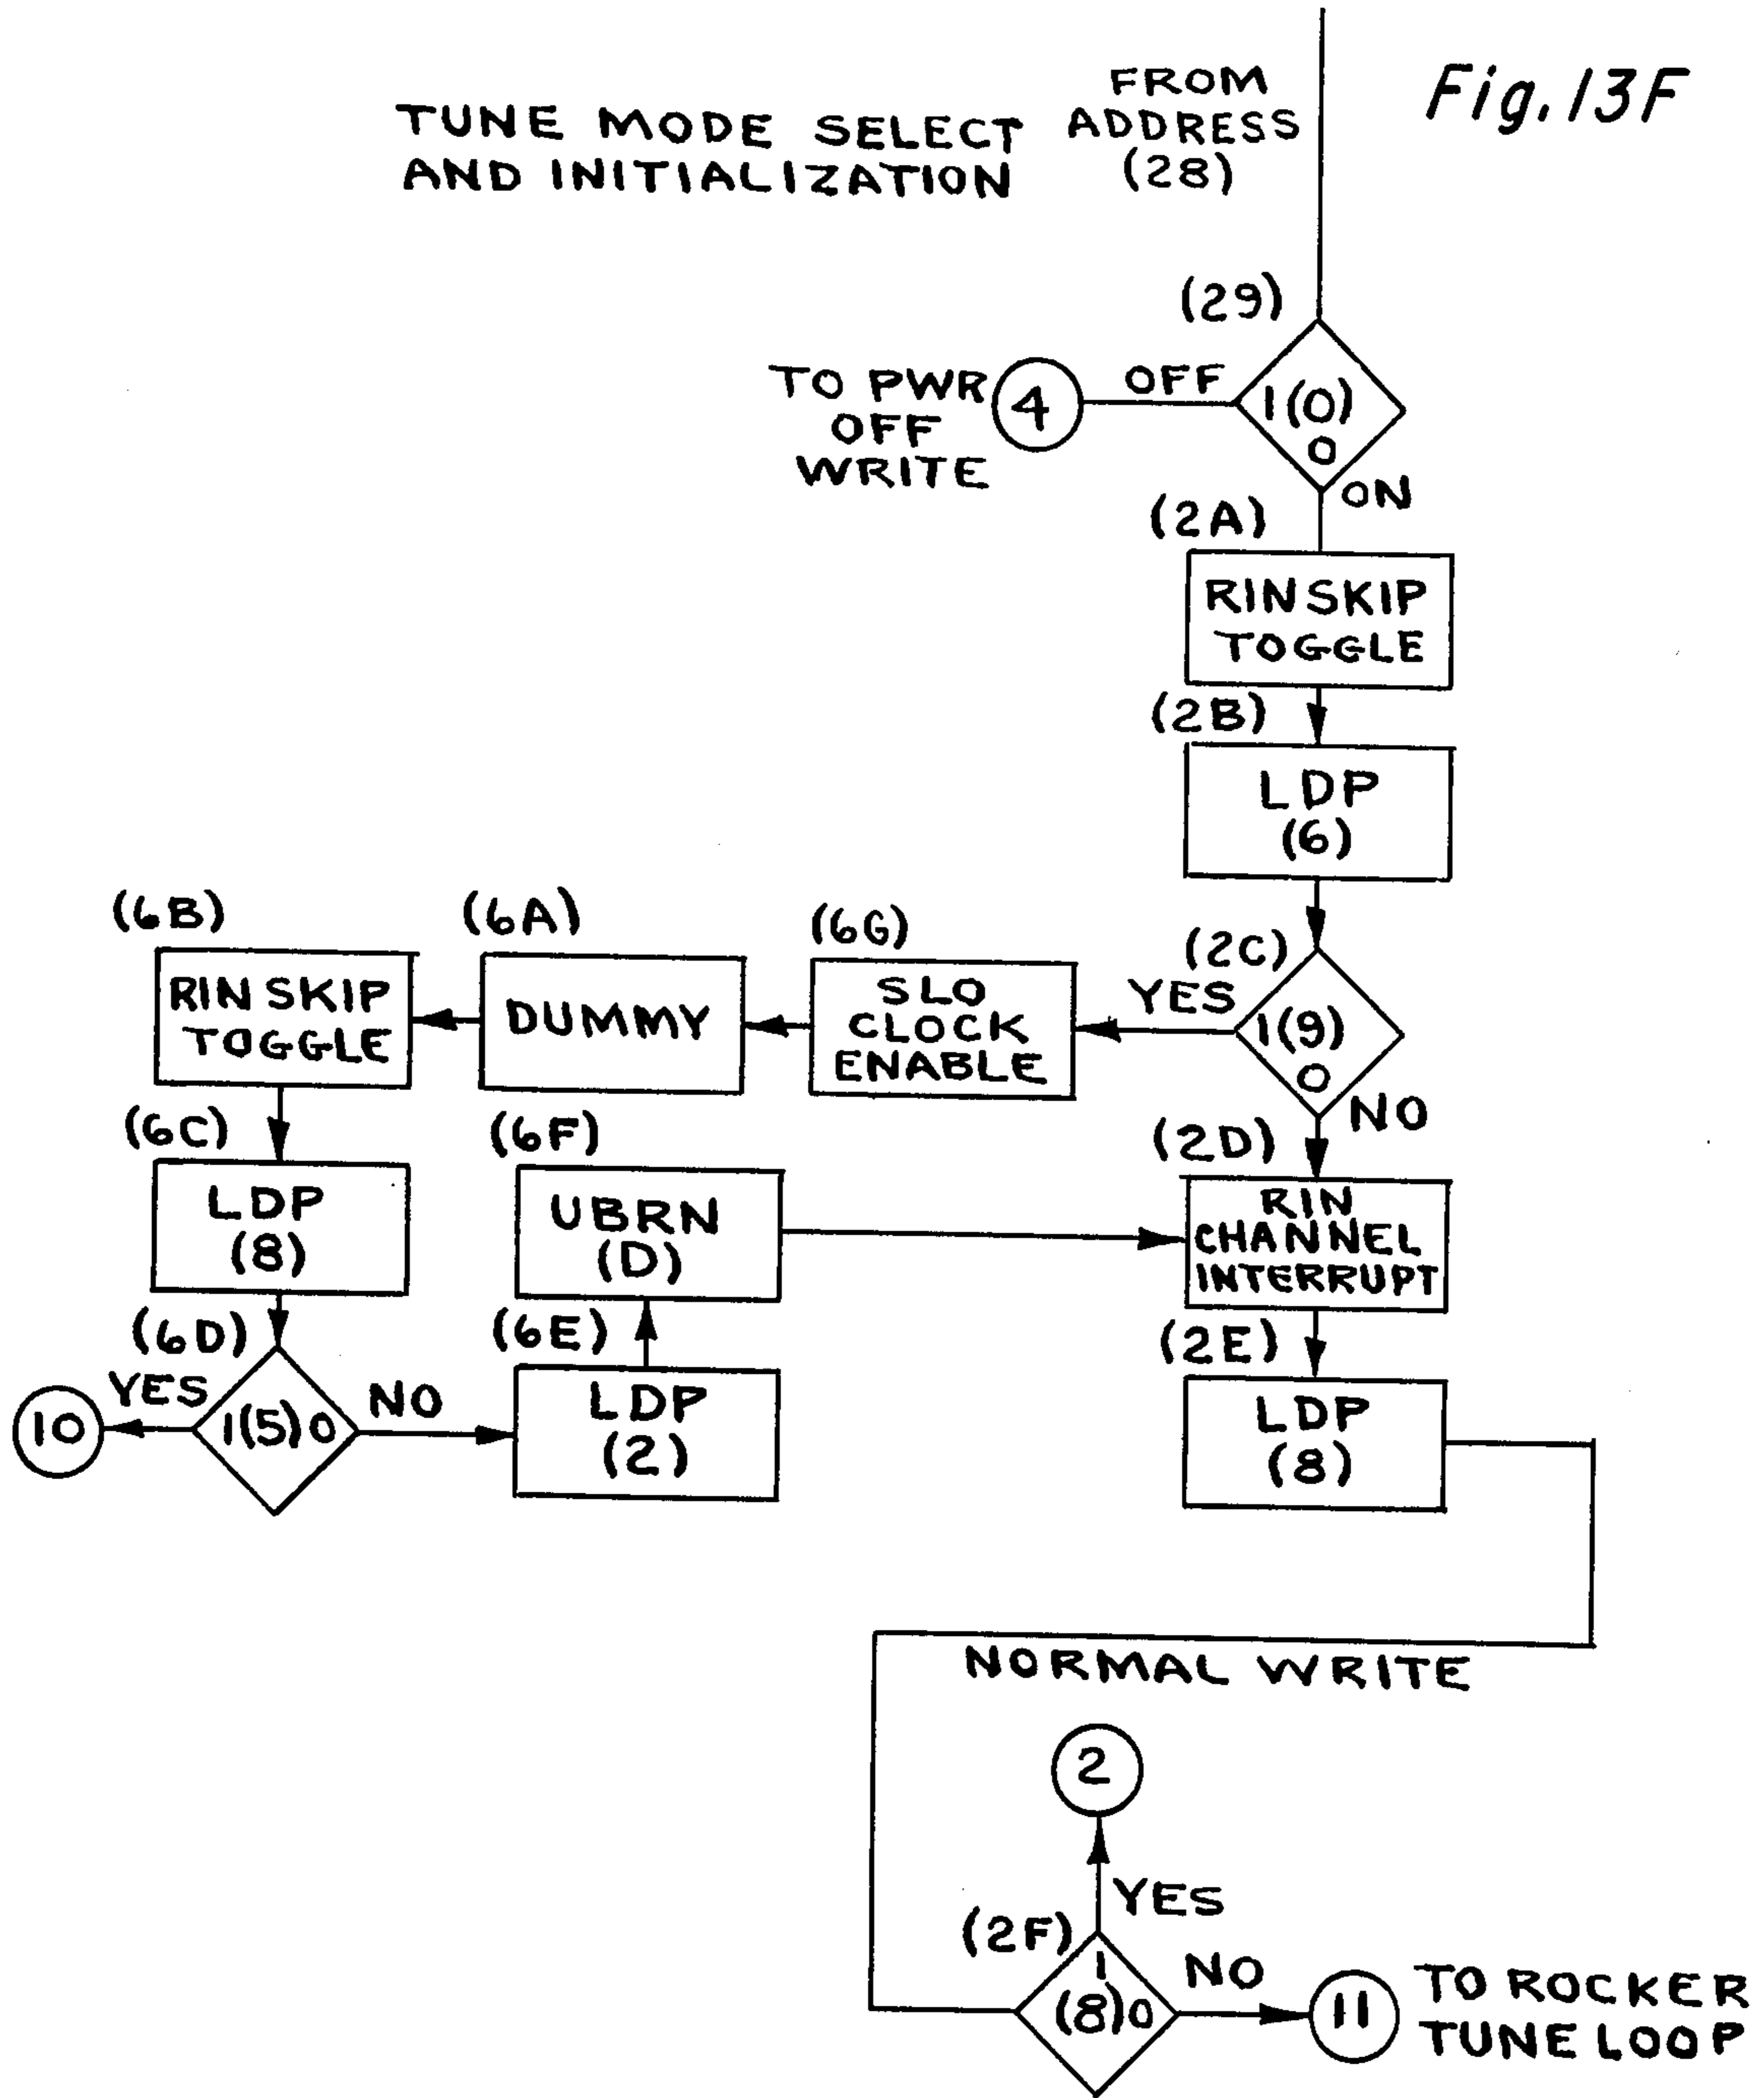 Fig. 13F
TUNE MODE SELECT
AND INITIALIZATION
FROM
ADDRESS
(28)
(29)
1(0)
0
OFF
4
TO PWR
OFF
WRITE
ON
(2A)
RIN SKIP
TOGGLE
(2B)
LDP
(6)
(2C)
1(9)
0
YES
NO
(6G)
SLO
CLOCK
ENABLE
(6A)
DUMMY
(6B)
RIN SKIP
TOGGLE
(6C)
LDP
(8)
(6D)
1(5)0
YES
10
NO
(6E)
LDP
(2)
(6F)
UBRN
(D)
(2D)
RIN
CHANNEL
INTERRUPT
(2E)
LDP
(8)
NORMAL WRITE
2
YES
(2F)
1
(8)0
NO
11
TO ROCKER
TUNE LOOP